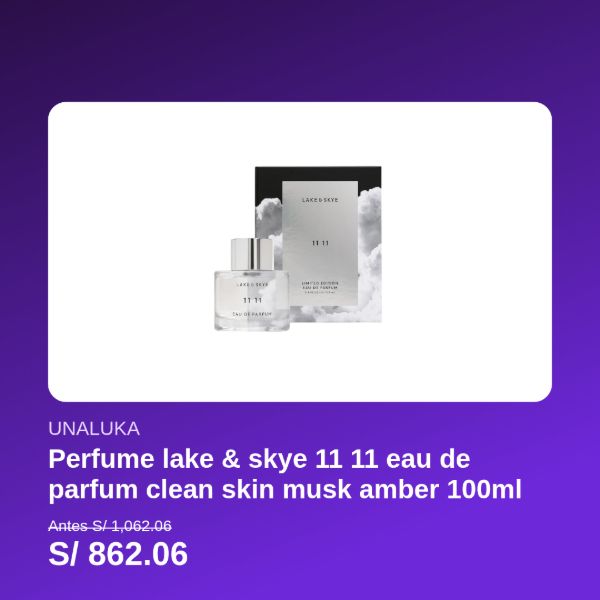 LAKE & SKYE
11 11
LIMITED EDITION
EAU DE PARFUM
LAKE & SKYE
11 11
EAU DE PARFUM
UNALUKA
Perfume lake & skye 11 11 eau de
parfum clean skin musk amber 100ml
Antes S/ 1,062.06
S/ 862.06